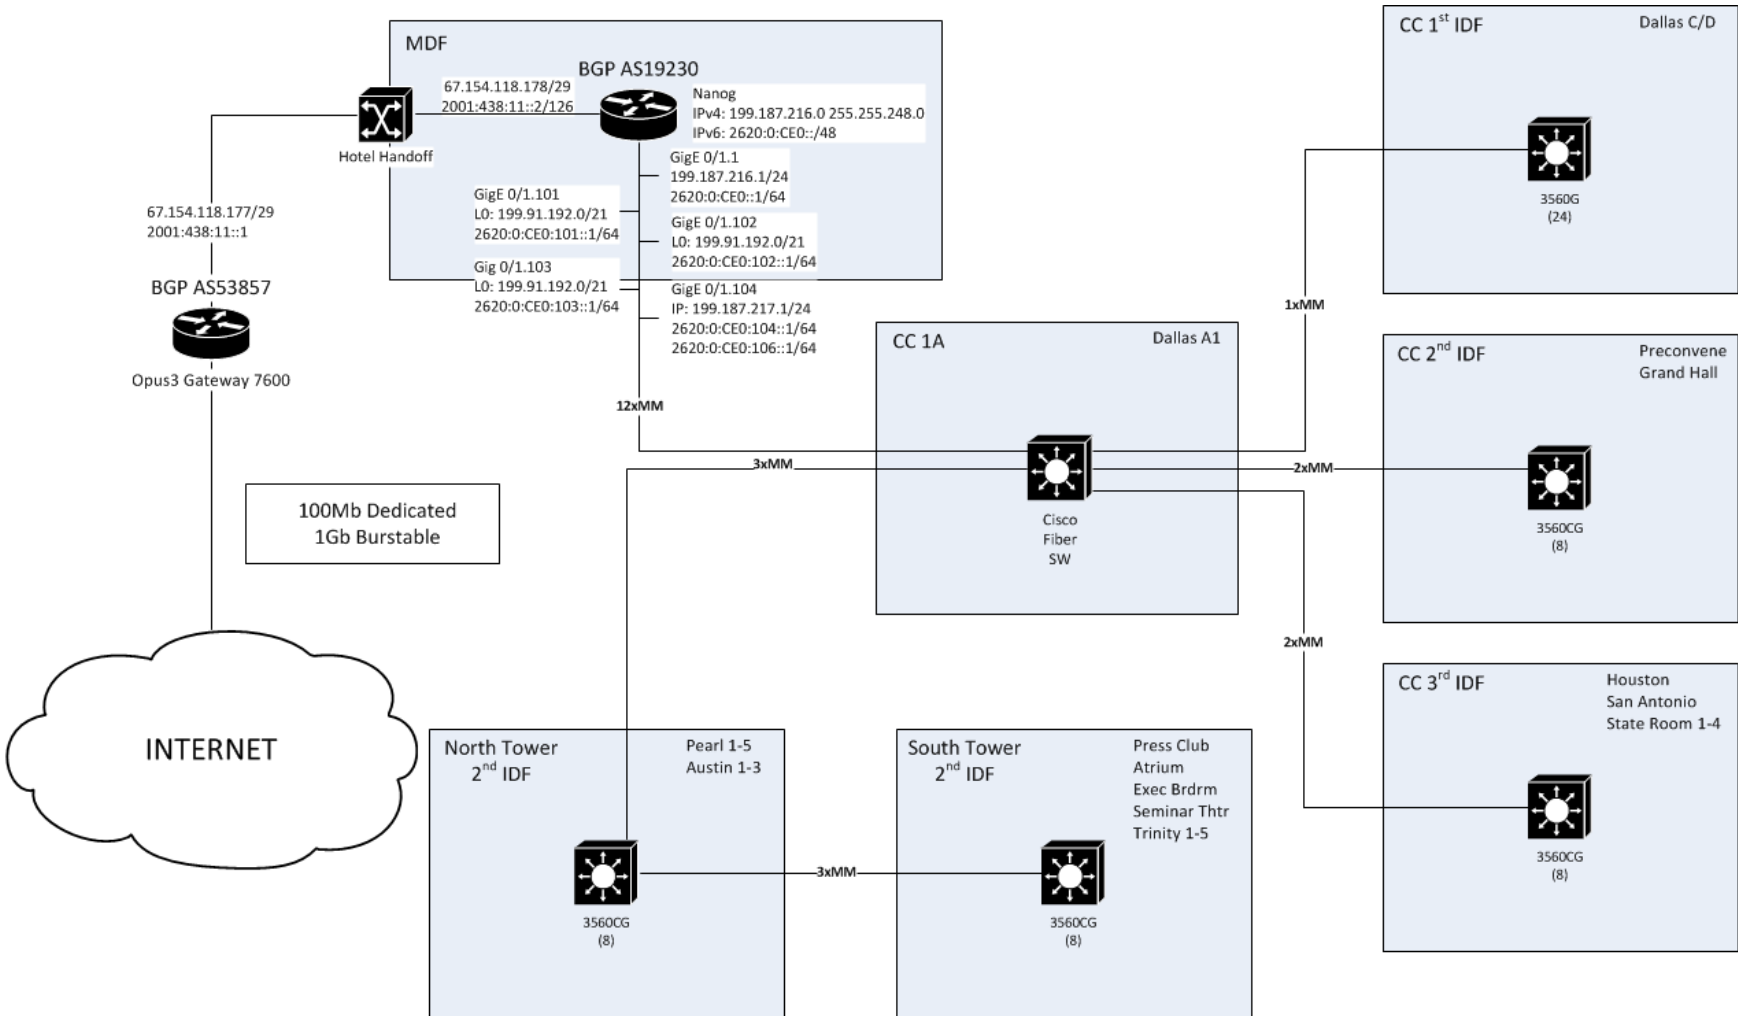 MDF
BGP AS19230
67.154.118.178/29
2001:438:11::2/126
Nanog
IPv4: 199.187.216.0 255.255.248.0
IPv6: 2620:0:CE0::/48
Hotel Handoff
GigE 0/1.1
199.187.216.1/24
2620:0:CE0::1/64
GigE 0/1.101
L0: 199.91.192.0/21
2620:0:CE0:101::1/64
GigE 0/1.102
L0: 199.91.192.0/21
2620:0:CE0:102::1/64
Gig 0/1.103
L0: 199.91.192.0/21
2620:0:CE0:103::1/64
GigE 0/1.104
IP: 199.187.217.1/24
2620:0:CE0:104::1/64
2620:0:CE0:106::1/64
67.154.118.177/29
2001:438:11::1
BGP AS53857
Opus3 Gateway 7600
100Mb Dedicated
1Gb Burstable
INTERNET
12xMM
3xMM
CC 1A
Dallas A1
Cisco
Fiber
SW
1xMM
2xMM
2xMM
CC 1st IDF
Dallas C/D
3560G
(24)
CC 2nd IDF
Preconvene
Grand Hall
3560CG
(8)
CC 3rd IDF
Houston
San Antonio
State Room 1-4
3560CG
(8)
North Tower
2nd IDF
Pearl 1-5
Austin 1-3
3560CG
(8)
3xMM
South Tower
2nd IDF
Press Club
Atrium
Exec Brdrm
Seminar Thtr
Trinity 1-5
3560CG
(8)